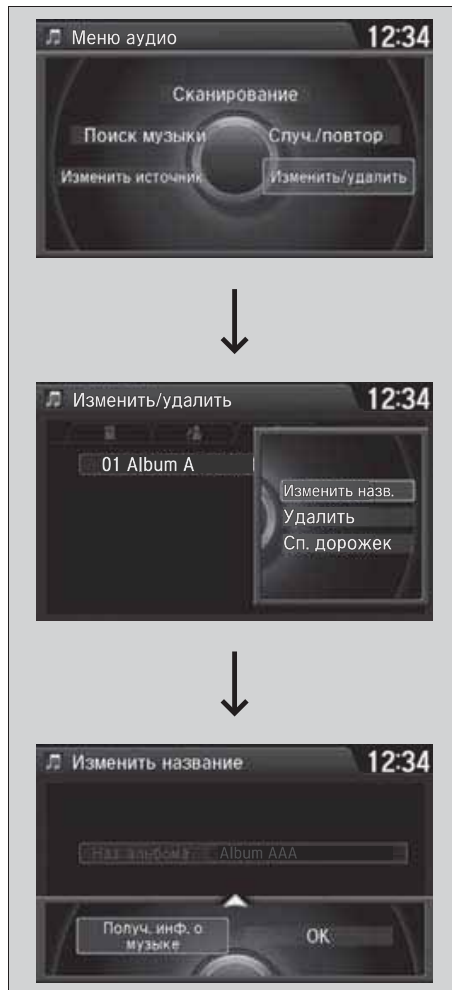 Меню аудио 12:34
Сканирование
Поиск музыки Случ./повтор
Изменить источник Изменить/удалить
Изменить/удалить 12:34
01 Album A
Изменить назв.
Удалить
Сп. дорожек
Изменить название 12:34
Наз альбома Album AAA
Получ. инф. о
музыке
OK